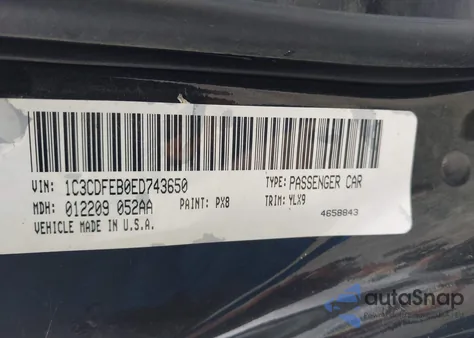 VIN: 1C3CDFEB0ED743650 TYPE: PASSENGER CAR
MDH: 012209 052AA PAINT: PX8 TRIM: YLX9
VEHICLE MADE IN U.S.A. 4658843
autoSnap